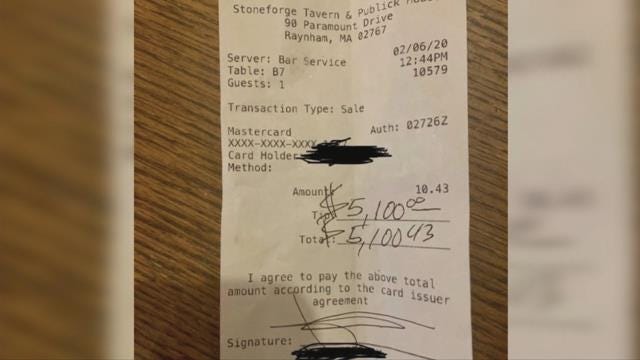 Stoneforge Tavern & Publick
90 Paramount Drive
Raynham, MA 02767
02/06/20
Server: Bar Service 12:44PM
Table: B7 10579
Guests: 1
Transaction Type: Sale
Mastercard Auth: 02726Z
XXXX-XXXX-XXXX
Card Holder
Method:
Amount: 10.43
Tip: $5,100.00
Total: $5,100 43
I agree to pay the above total
amount according to the card issuer
agreement
Signature: